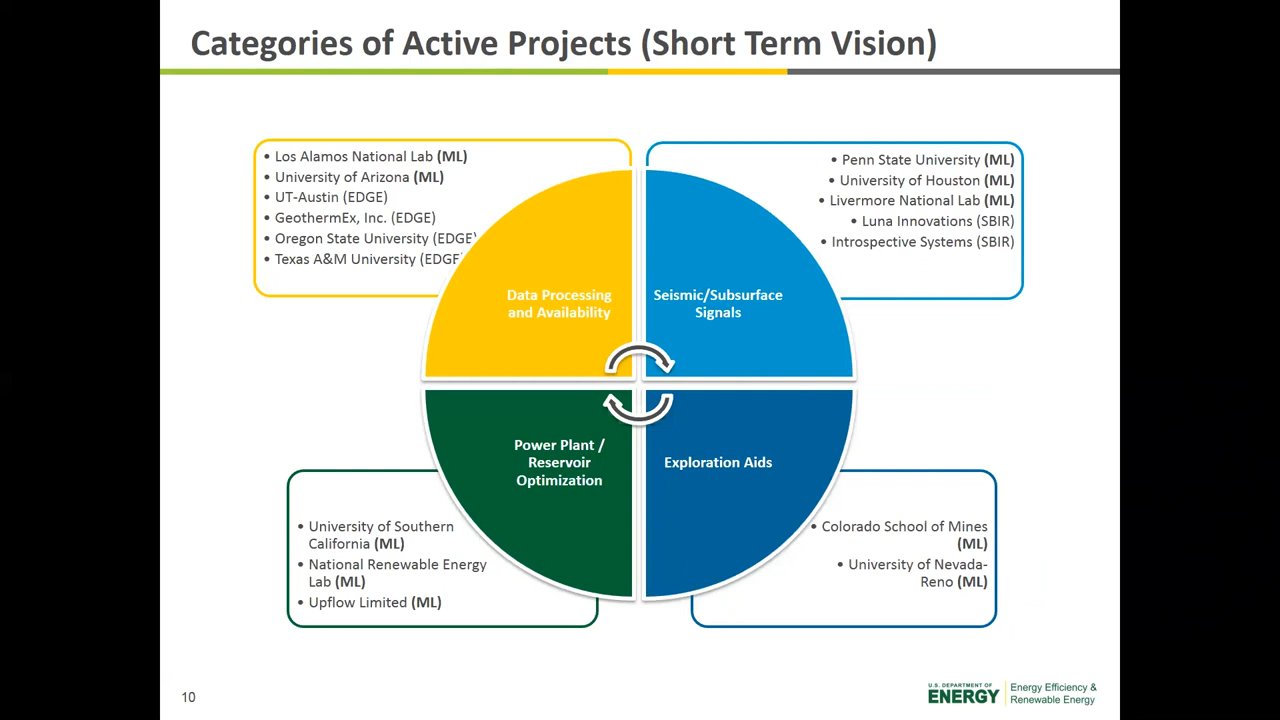 Categories of Active Projects (Short Term Vision)
• Los Alamos National Lab (ML)
• University of Arizona (ML)
• UT-Austin (EDGE)
• GeothermEx, Inc. (EDGE)
• Oregon State University (EDGE)
• Texas A&M University (EDGE)
• Penn State University (ML)
• University of Houston (ML)
• Livermore National Lab (ML)
• Luna Innovations (SBIR)
• Introspective Systems (SBIR)
Data Processing
and Availability
Seismic/Subsurface
Signals
Power Plant /
Reservoir
Optimization
Exploration Aids
• University of Southern
California (ML)
• National Renewable Energy
Lab (ML)
• Upflow Limited (ML)
• Colorado School of Mines
(ML)
• University of Nevada-
Reno (ML)
10
U.S. DEPARTMENT OF
ENERGY
Energy Efficiency &
Renewable Energy